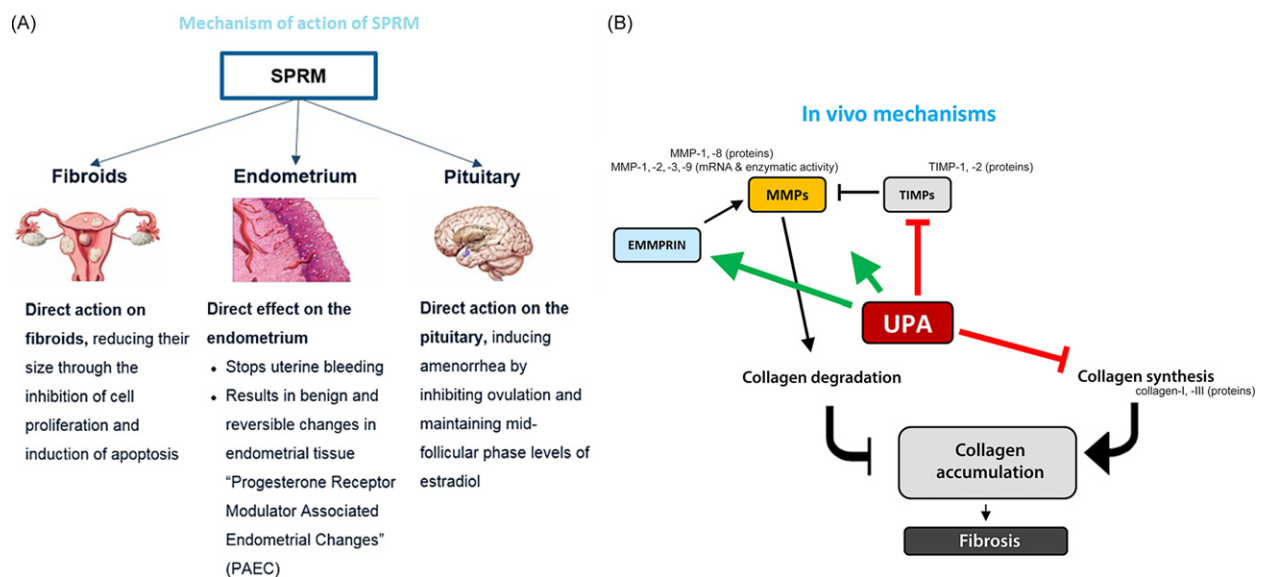 (A)
Mechanism of action of SPRM
SPRM
Fibroids
Endometrium
Pituitary
Direct action on
fibroids, reducing their
size through the
inhibition of cell
proliferation and
induction of apoptosis
Direct effect on the
endometrium
• Stops uterine bleeding
• Results in benign and
reversible changes in
endometrial tissue
“Progesterone Receptor
Modulator Associated
Endometrial Changes”
(PAEC)
Direct action on the
pituitary, inducing
amenorrhea by
inhibiting ovulation and
maintaining mid-
follicular phase levels of
estradiol
(B)
In vivo mechanisms
MMP-1, -8 (proteins)
MMP-1, -2, -3, -9 (mRNA & enzymatic activity)
TIMP-1, -2 (proteins)
MMPs
TIMPs
EMMPRIN
UPA
Collagen degradation
Collagen synthesis
collagen-I, -III (proteins)
Collagen
accumulation
Fibrosis